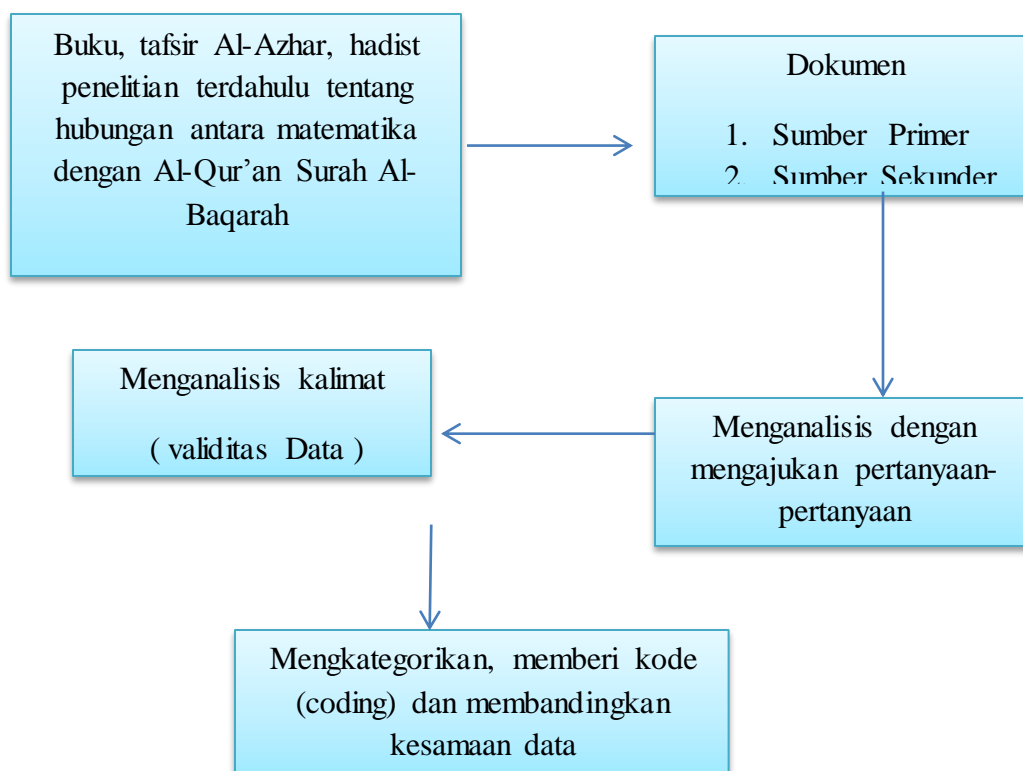 Buku, tafsir Al-Azhar, hadist
penelitian terdahulu tentang
hubungan antara matematika
dengan Al-Qur’an Surah Al-
Baqarah
Dokumen
1. Sumber Primer
2. Sumber Sekunder
Menganalisis dengan
mengajukan pertanyaan-
pertanyaan
Menganalisis kalimat
( validitas Data )
Mengkategorikan, memberi kode
(coding) dan membandingkan
kesamaan data